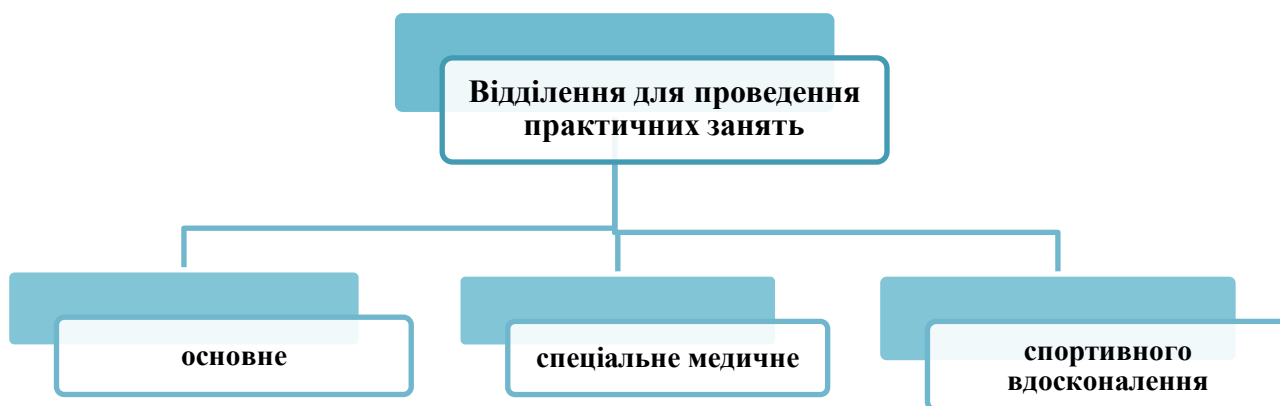 Відділення для проведення
практичних занять
основне
спеціальне медичне
спортивного
вдосконалення